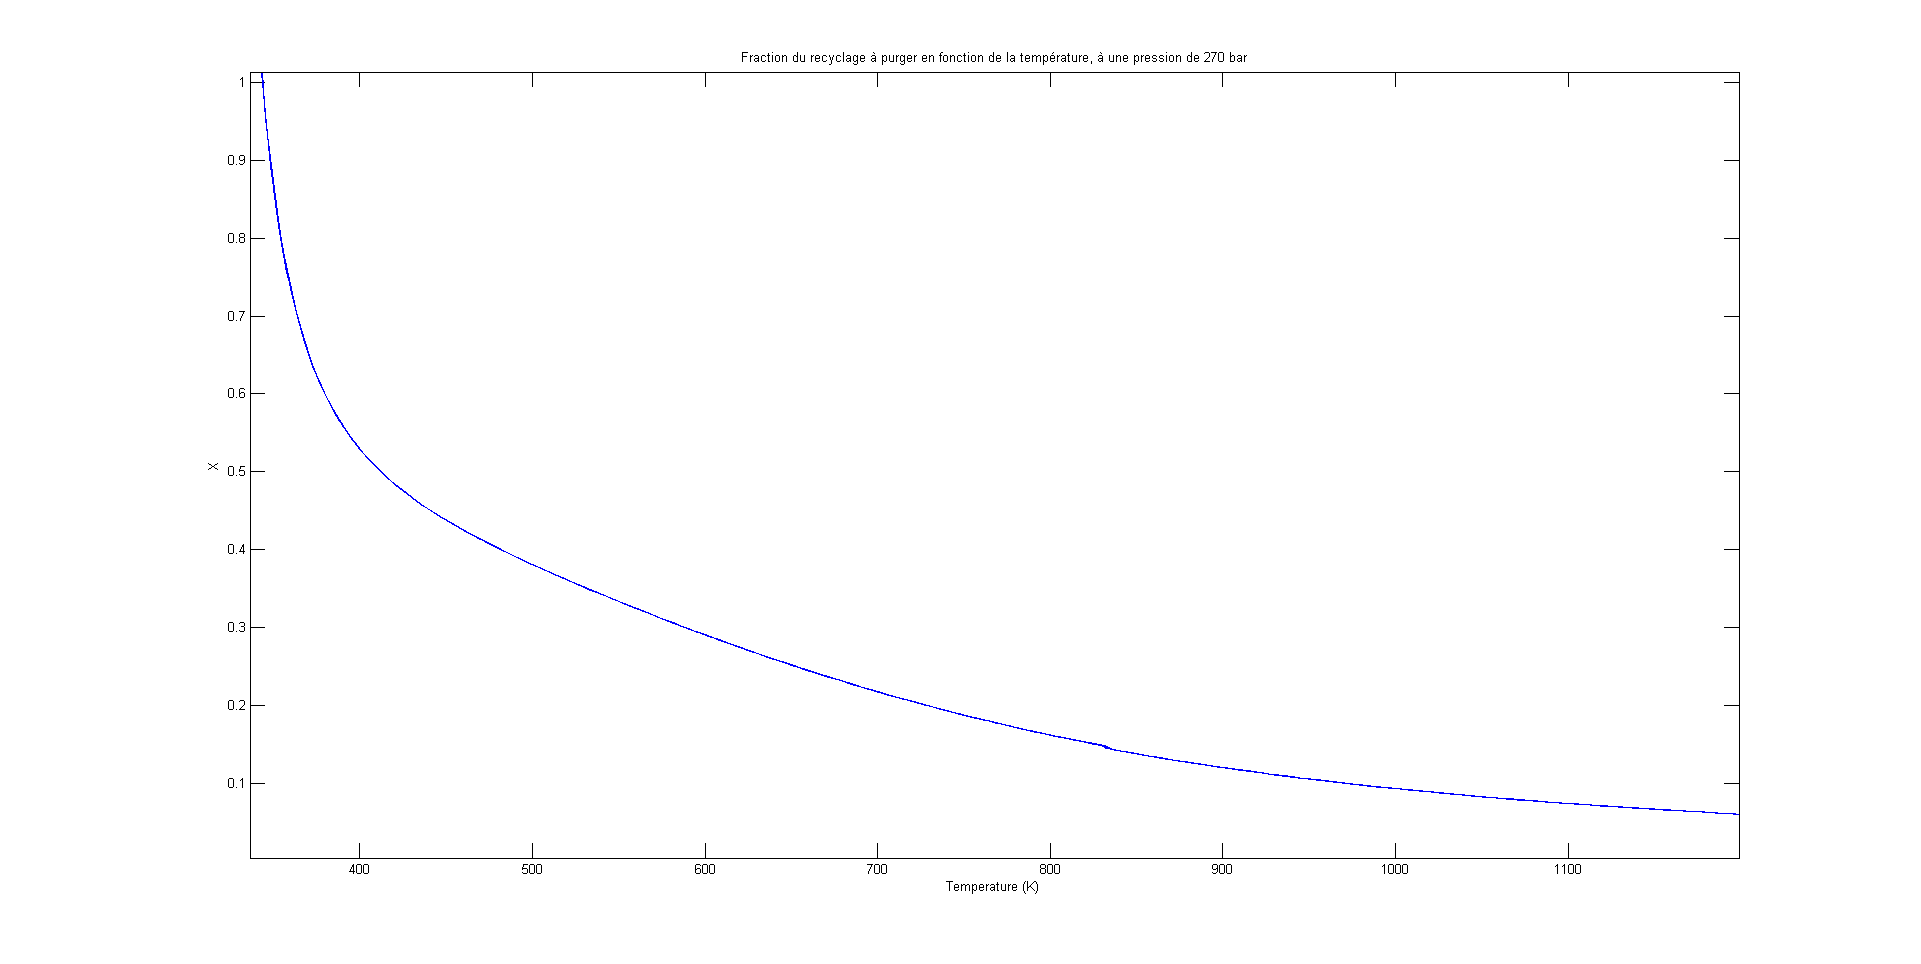 Fraction du recyclage à purger en fonction de la température, à une pression de 270 bar
1
0.9
0.8
0.7
0.6
X
0.5
0.4
0.3
0.2
0.1
400 500 600 700 800 900 1000 1100
Temperature (K)